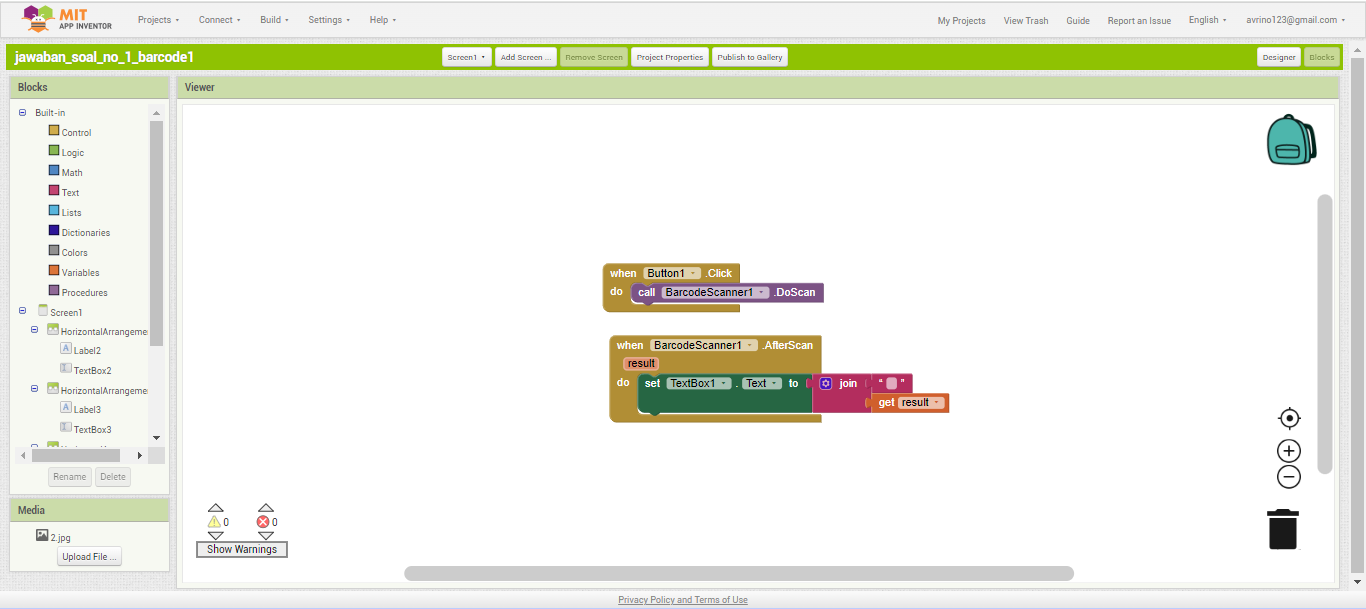 MIT
APP INVENTOR
Projects Connect Build Settings Help
My Projects View Trash Guide Report an Issue English avrino123@gmail.com
jawaban_soal_no_1_barcode1
Screen1 Add Screen ... Remove Screen Project Properties Publish to Gallery
Designer Blocks
Blocks
Built-in
Control
Logic
Math
Text
Lists
Dictionaries
Colors
Variables
Procedures
Screen1
HorizontalArrangeme
Label2
TextBox2
HorizontalArrangeme
Label3
TextBox3
Rename Delete
Media
2.jpg
Upload File ...
Viewer
when Button1 .Click
do call BarcodeScanner1 .DoScan
when BarcodeScanner1 .AfterScan
result
do set TextBox1 . Text to join " "
get result
0 0
Show Warnings
Privacy Policy and Terms of Use